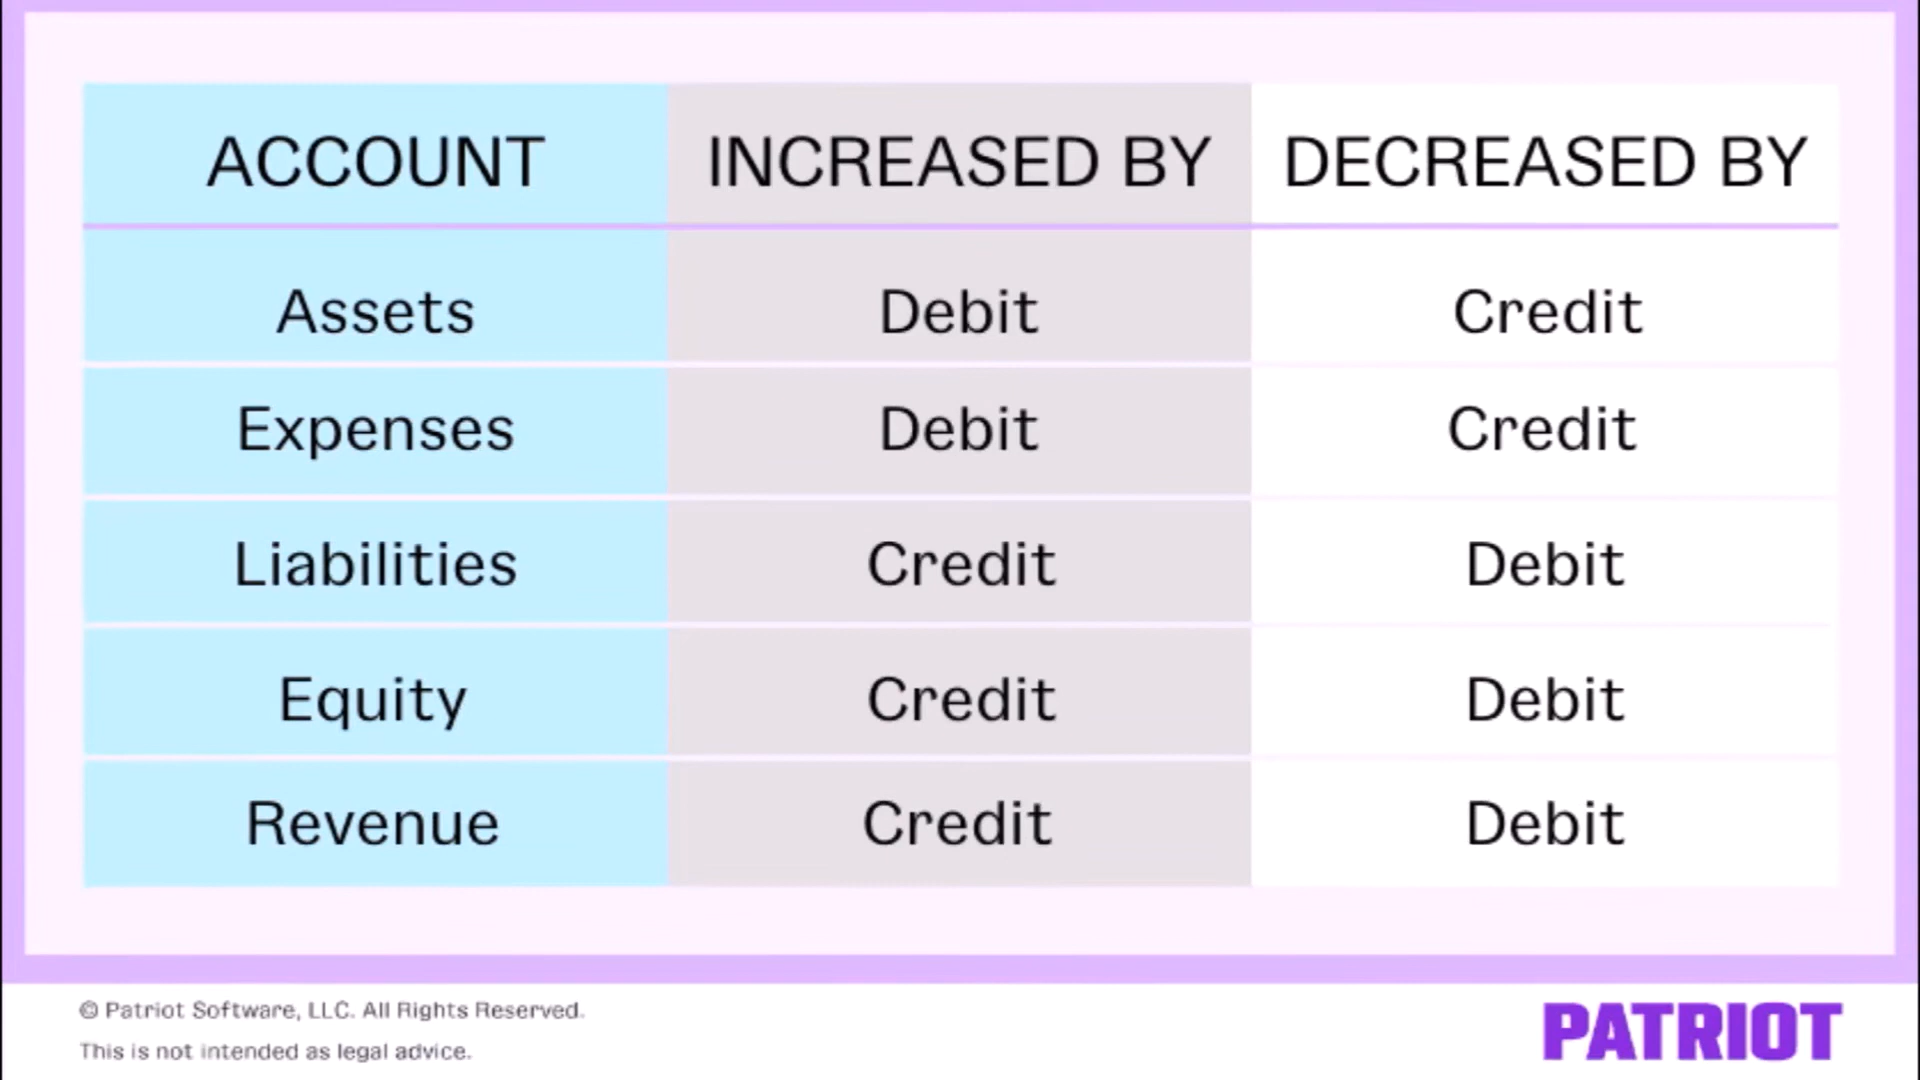 ACCOUNT INCREASED BY DECREASED BY
Assets Debit Credit
Expenses Debit Credit
Liabilities Credit Debit
Equity Credit Debit
Revenue Credit Debit
© Patriot Software, LLC. All Rights Reserved.
This is not intended as legal advice.
PATRIOT